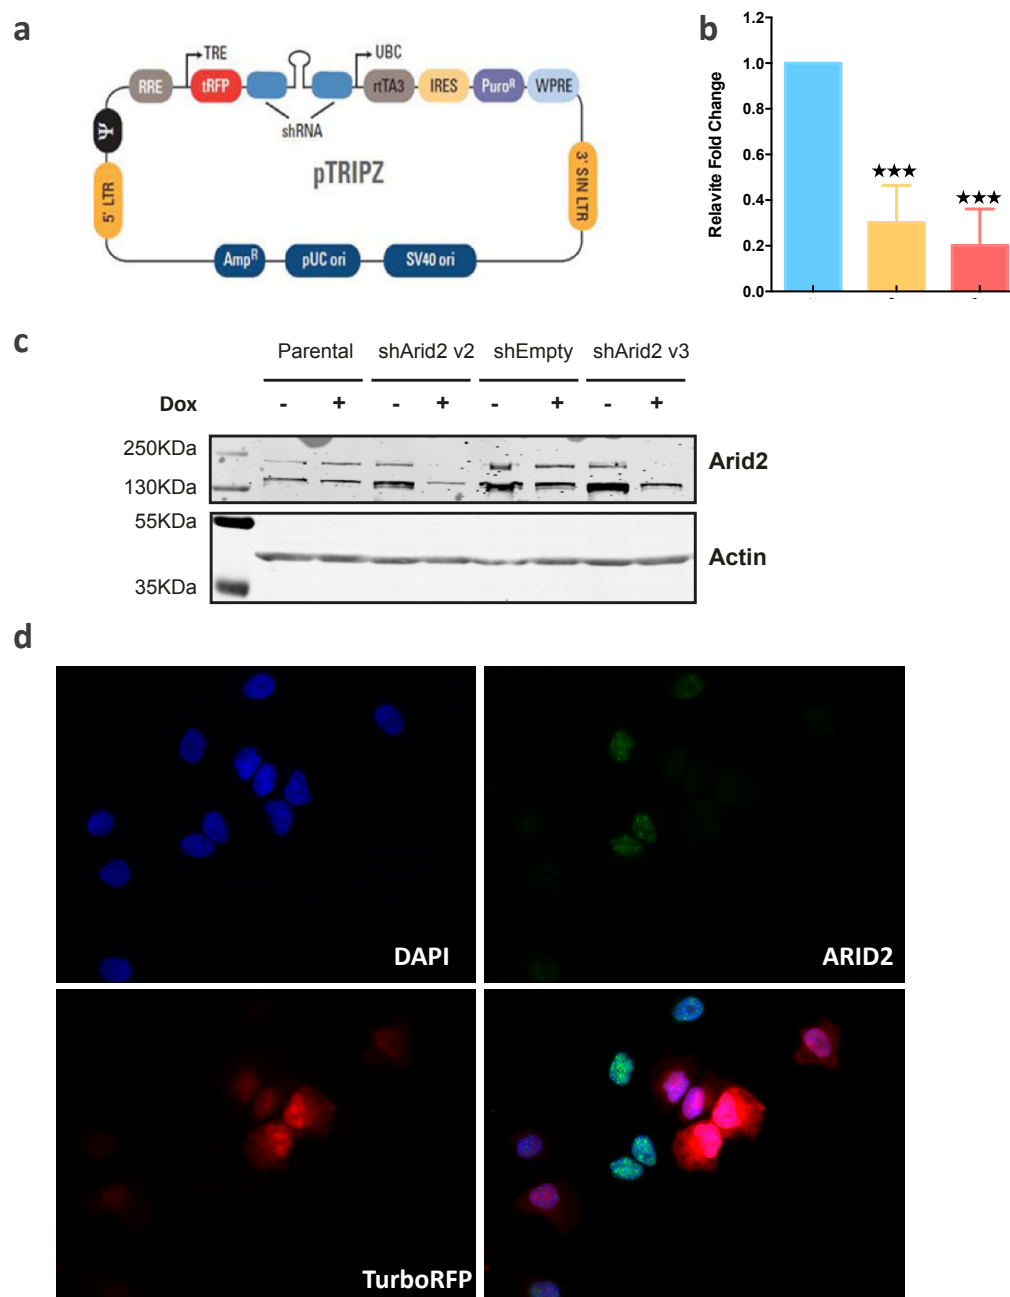 a
TRE
UBC
RRE
tRFP
rtTA3
IRES
Puroᴿ
WPRE
shRNA
Ψ
pTRIPZ
5' LTR
3' SIN LTR
Ampᴿ
pUC ori
SV40 ori
b
Relavite Fold Change
1.2
1.0
0.8
0.6
0.4
0.2
0.0
★★★
★★★
c
Parental shArid2 v2 shEmpty shArid2 v3
Dox - + - + - + - +
250KDa
130KDa
Arid2
55KDa
35KDa
Actin
d
DAPI
ARID2
TurboRFP